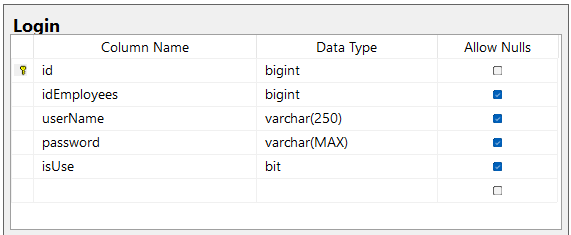 Login
Column Name Data Type Allow Nulls
id bigint
idEmployees bigint
userName varchar(250)
password varchar(MAX)
isUse bit